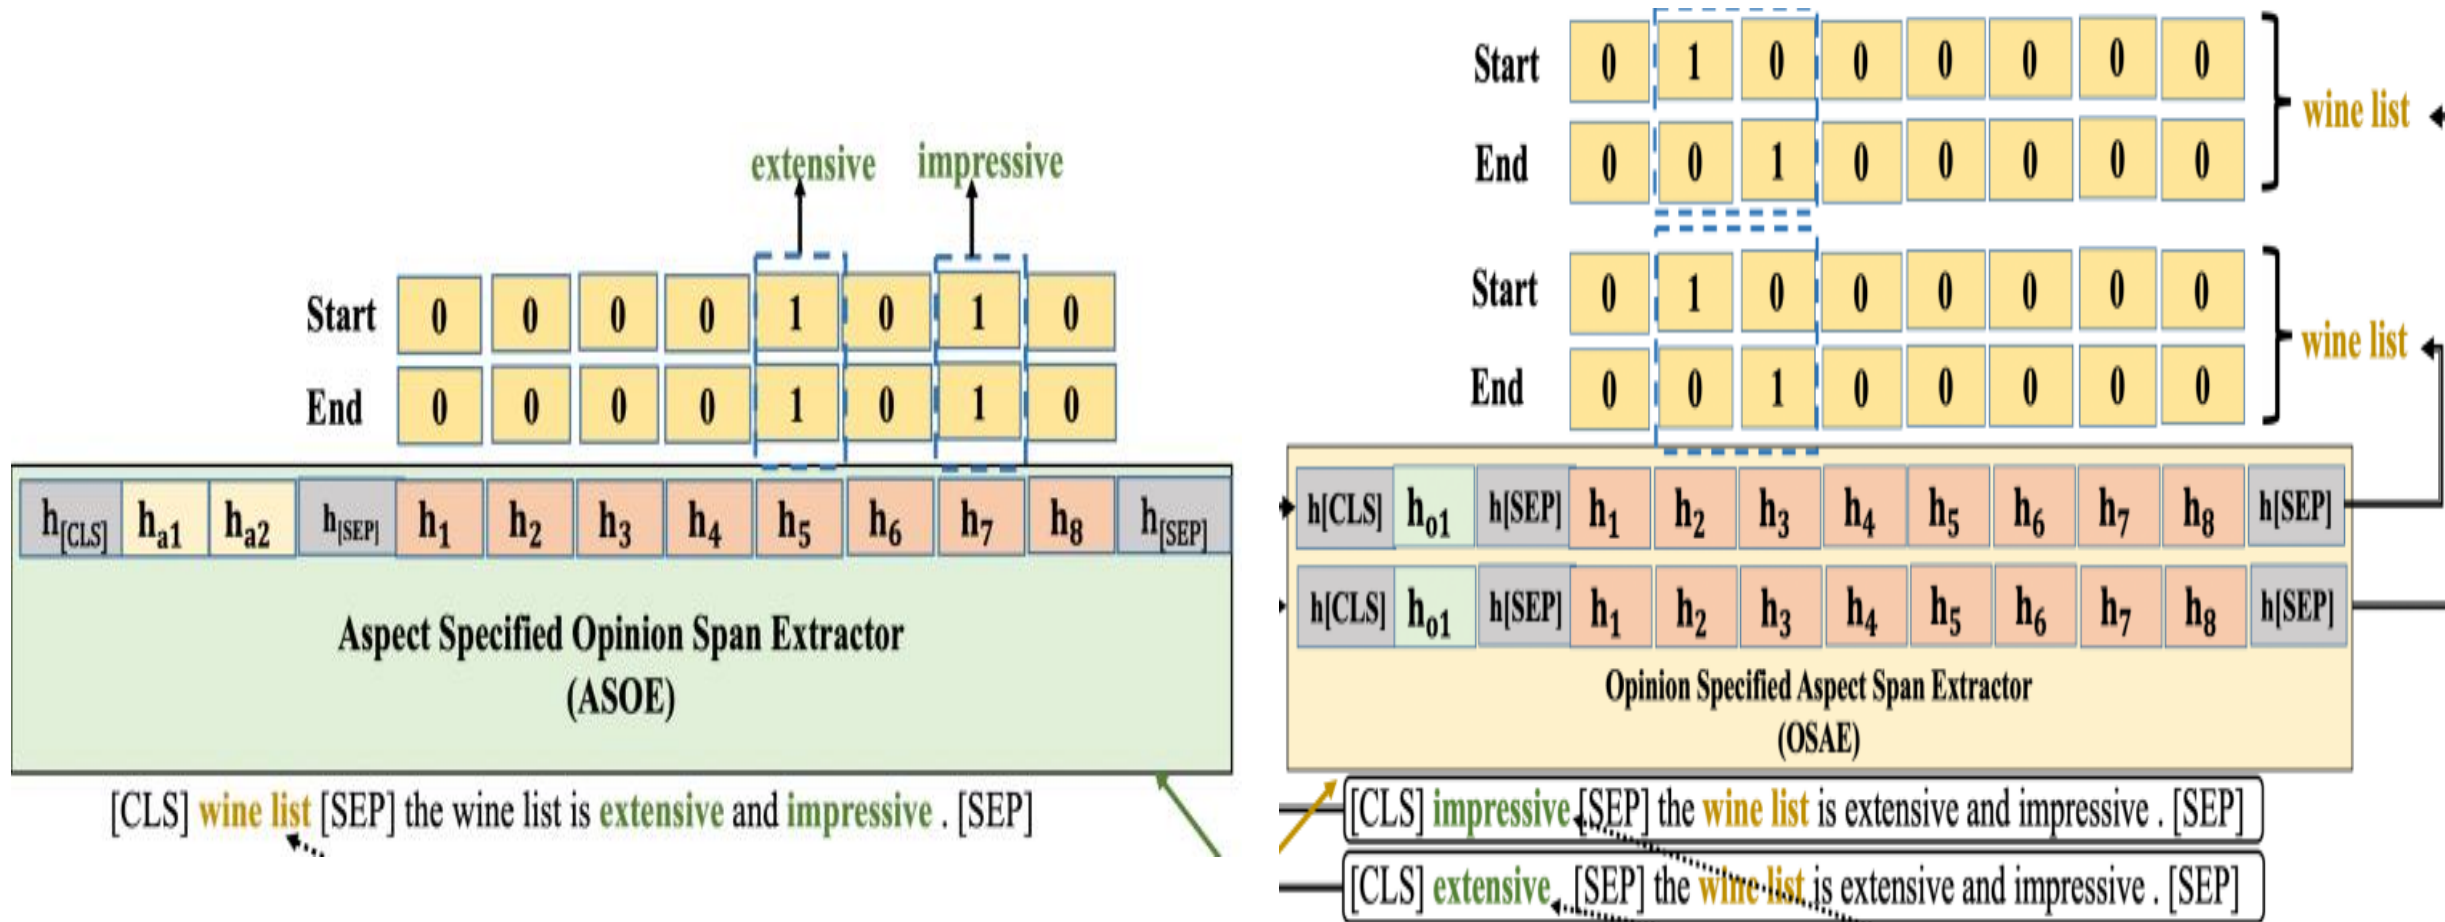 extensive impressive
Start 0 0 0 0 1 0 1 0
End 0 0 0 0 1 0 1 0
h[CLS] ha1 ha2 h[SEP] h1 h2 h3 h4 h5 h6 h7 h8 h[SEP]
Aspect Specified Opinion Span Extractor
(ASOE)
[CLS] wine list [SEP] the wine list is extensive and impressive . [SEP]
Start 0 1 0 0 0 0 0 0
wine list
End 0 0 1 0 0 0 0 0
Start 0 1 0 0 0 0 0 0
wine list
End 0 0 1 0 0 0 0 0
h[CLS] ho1 h[SEP] h1 h2 h3 h4 h5 h6 h7 h8 h[SEP]
h[CLS] ho1 h[SEP] h1 h2 h3 h4 h5 h6 h7 h8 h[SEP]
Opinion Specified Aspect Span Extractor
(OSAE)
[CLS] impressive [SEP] the wine list is extensive and impressive . [SEP]
[CLS] extensive [SEP] the wine list is extensive and impressive . [SEP]